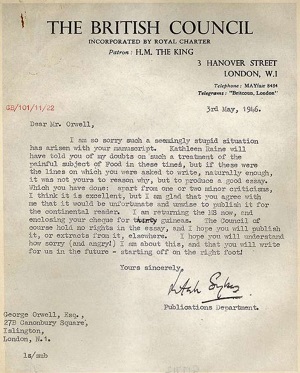 THE BRITISH COUNCIL
INCORPORATED BY ROYAL CHARTER
Patron: H.M. THE KING
3 HANOVER STREET
LONDON, W.1
Telephone: MAYfair 8484
Telegrams: "Britcoun, London"
GB/101/11/22
3rd May, 1946.
Dear Mr. Orwell,
I am so sorry such a seemingly stupid situation
has arisen with your manuscript. Kathleen Raine will
have told you of my doubts on such a treatment of the
painful subject of Food in these times, but if these were
the lines on which you were asked to write, naturally enough,
it was not yours to reason why, but to produce a good essay.
Which you have done: apart from one or two minor criticisms,
I think it is excellent, but I am glad that you agree with
me that it would be unfortunate and unwise to publish it for
the continental reader. I am returning the MS now, and
enclosing your cheque for thirty guineas. The Council of
course hold no rights in the essay, and I hope you will publish
it, or extracts from it, elsewhere. I hope you will understand
how sorry (and angry!) I am about this, and that you will write
for us in the future - starting off on the right foot!
Yours sincerely,
Publications Department.
George Orwell, Esq.,
27B Canonbury Square,
Islington,
London, N.1.